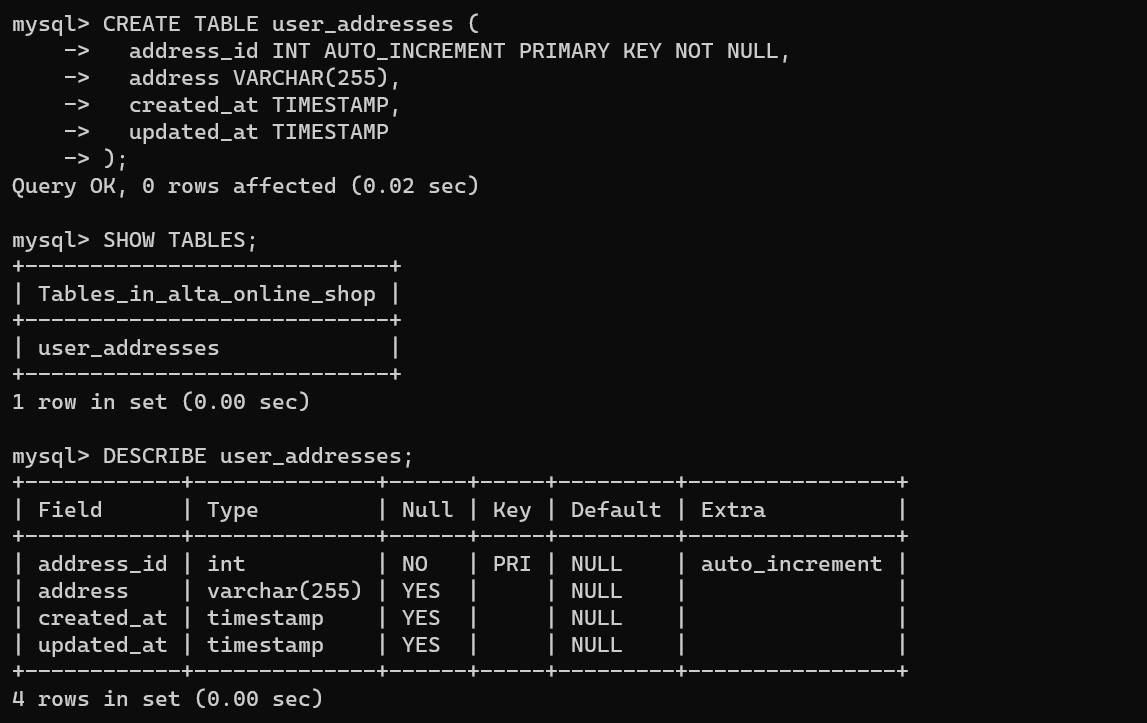 mysql> CREATE TABLE user_addresses (
    ->   address_id INT AUTO_INCREMENT PRIMARY KEY NOT NULL,
    ->   address VARCHAR(255),
    ->   created_at TIMESTAMP,
    ->   updated_at TIMESTAMP
    -> );
Query OK, 0 rows affected (0.02 sec)

mysql> SHOW TABLES;
+----------------------------+
| Tables_in_alta_online_shop |
+----------------------------+
| user_addresses             |
+----------------------------+
1 row in set (0.00 sec)

mysql> DESCRIBE user_addresses;
+------------+--------------+------+-----+---------+----------------+
| Field      | Type         | Null | Key | Default | Extra          |
+------------+--------------+------+-----+---------+----------------+
| address_id | int          | NO   | PRI | NULL    | auto_increment |
| address    | varchar(255) | YES  |     | NULL    |                |
| created_at | timestamp    | YES  |     | NULL    |                |
| updated_at | timestamp    | YES  |     | NULL    |                |
+------------+--------------+------+-----+---------+----------------+
4 rows in set (0.00 sec)